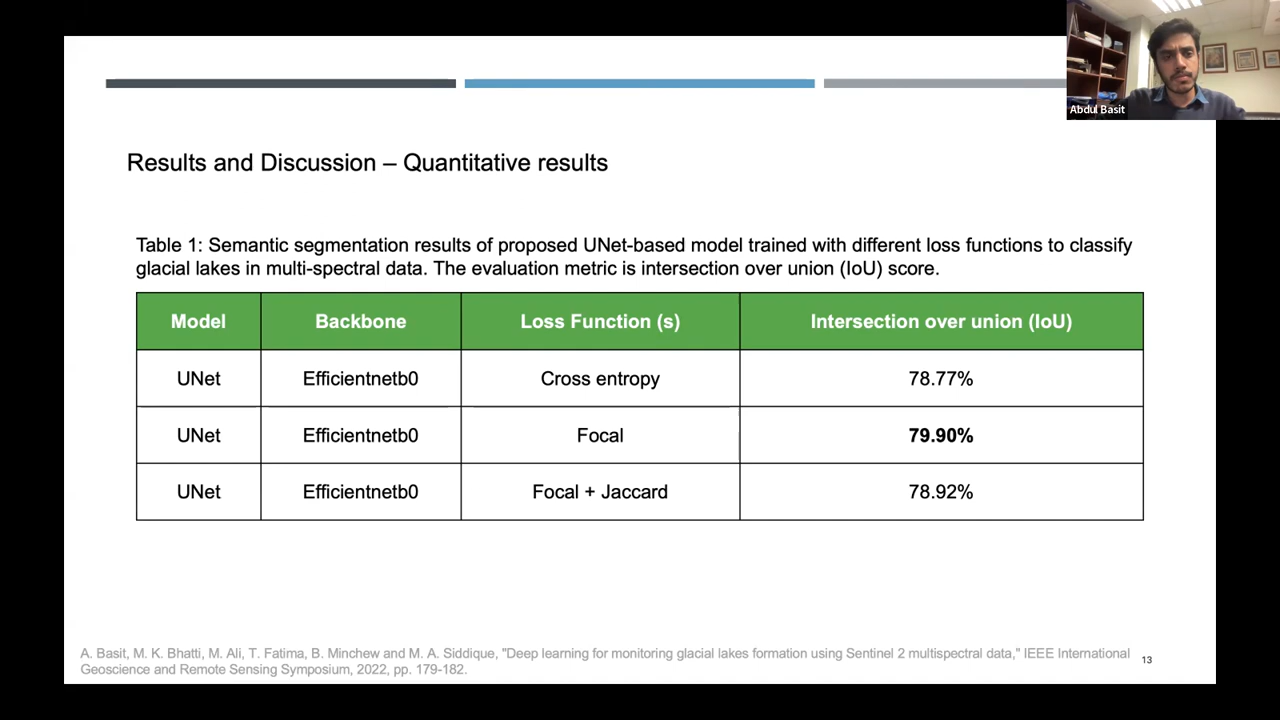 Abdul Basit
Results and Discussion – Quantitative results
Table 1: Semantic segmentation results of proposed UNet-based model trained with different loss functions to classify
glacial lakes in multi-spectral data. The evaluation metric is intersection over union (IoU) score.
Model Backbone Loss Function (s) Intersection over union (IoU)
UNet Efficientnetb0 Cross entropy 78.77%
UNet Efficientnetb0 Focal 79.90%
UNet Efficientnetb0 Focal + Jaccard 78.92%
A. Basit, M. K. Bhatti, M. Ali, T. Fatima, B. Minchew and M. A. Siddique, "Deep learning for monitoring glacial lakes formation using Sentinel 2 multispectral data," IEEE International
Geoscience and Remote Sensing Symposium, 2022, pp. 179-182.
13